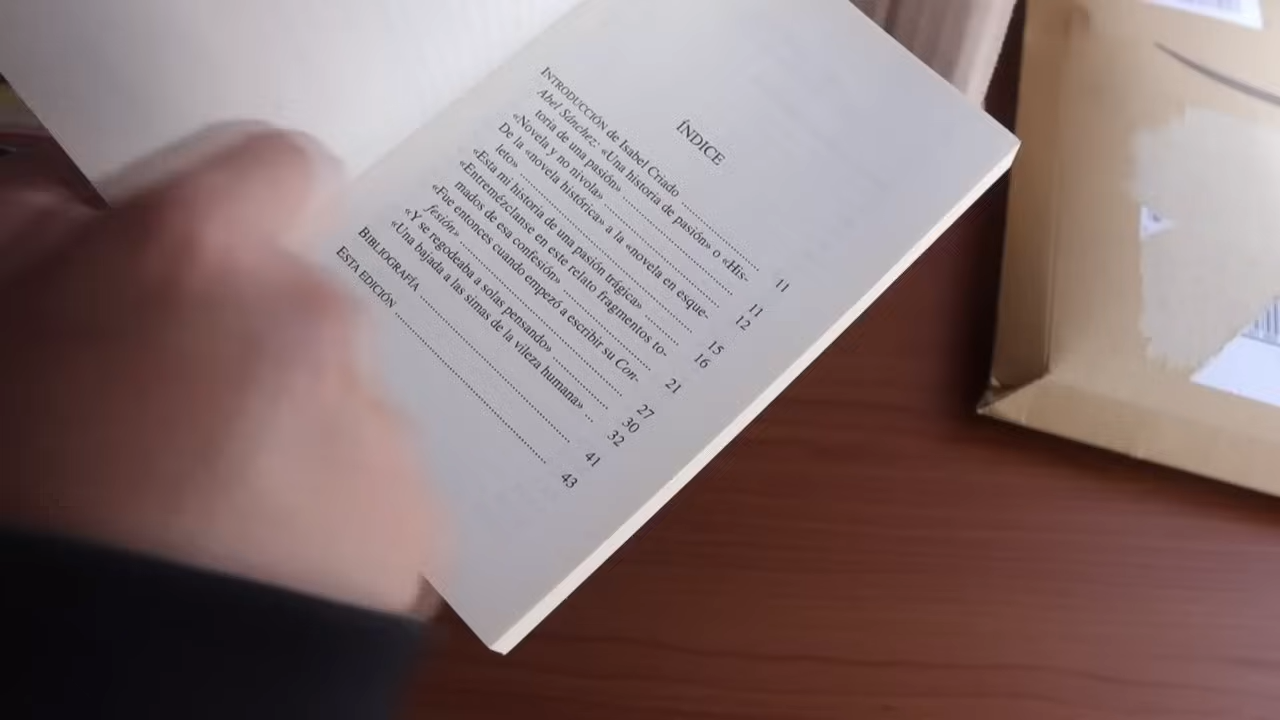 ÍNDICE
INTRODUCCIÓN de Isabel Criado ........ 11
Abel Sánchez: «Una historia de pasión» o «His-
toria de una pasión» ........ 11
«Novela y no nivola» ........ 12
De la «novela histórica» a la «novela en esque-
leto» ........ 15
«Esta mi historia de una pasión trágica» ........ 16
«Entremézclanse en este relato fragmentos to-
mados de esa confesión» ........ 21
«Fue entonces cuando empezó a escribir su Con-
fesión» ........ 27
«Y se regodeaba a solas pensando» ........ 30
«Una bajada a las simas de la vileza humana» ... 32
BIBLIOGRAFÍA ........ 41
ESTA EDICIÓN ........ 43